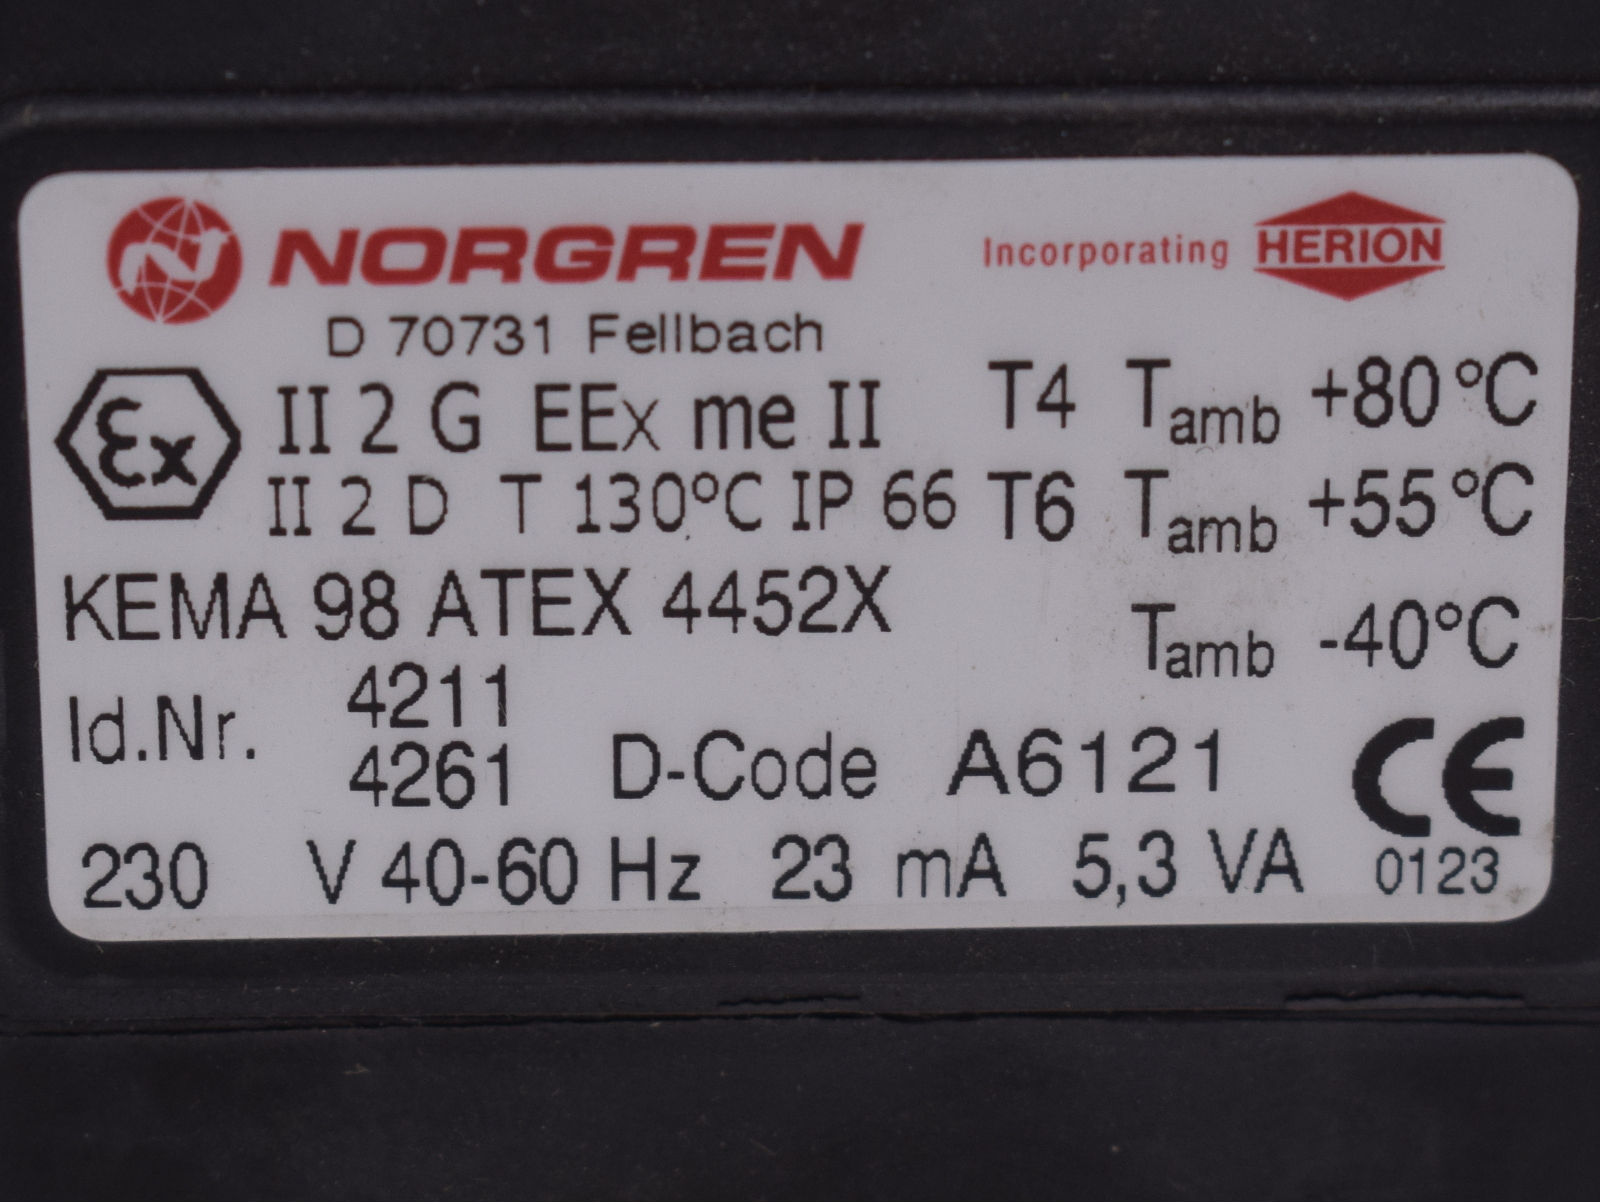 NORGREN Incorporating HERION
D 70731 Fellbach
Ex II 2 G EEx me II T4 Tamb +80°C
II 2 D T 130°C IP 66 T6 Tamb +55°C
KEMA 98 ATEX 4452X Tamb -40°C
Id.Nr. 4211
4261 D-Code A6121 CE
230 V 40-60 Hz 23 mA 5,3 VA 0123